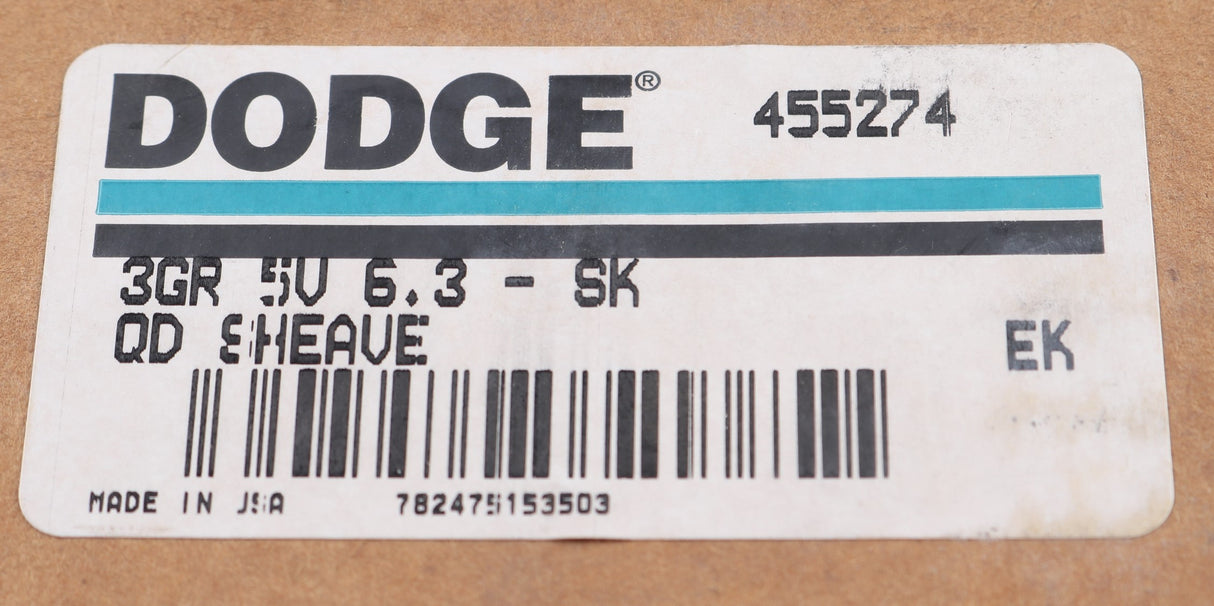 DODGE® 455274
3GR 5V 6.3 - SK
QD SHEAVE
EK
MADE IN USA 782475153503